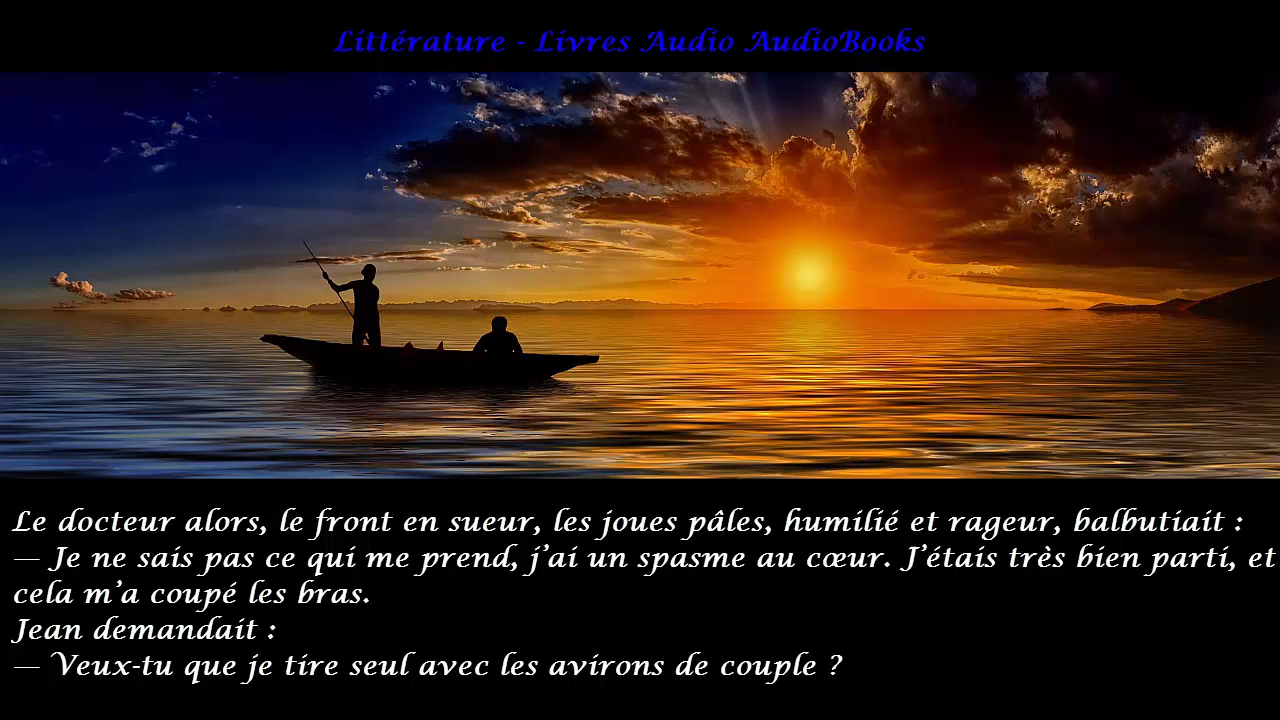 Littérature - Livres Audio AudioBooks
Le docteur alors, le front en sueur, les joues pâles, humilié et rageur, balbutiait :
— Je ne sais pas ce qui me prend, j’ai un spasme au cœur. J’étais très bien parti, et
cela m’a coupé les bras.
Jean demandait :
— Veux-tu que je tire seul avec les avirons de couple ?